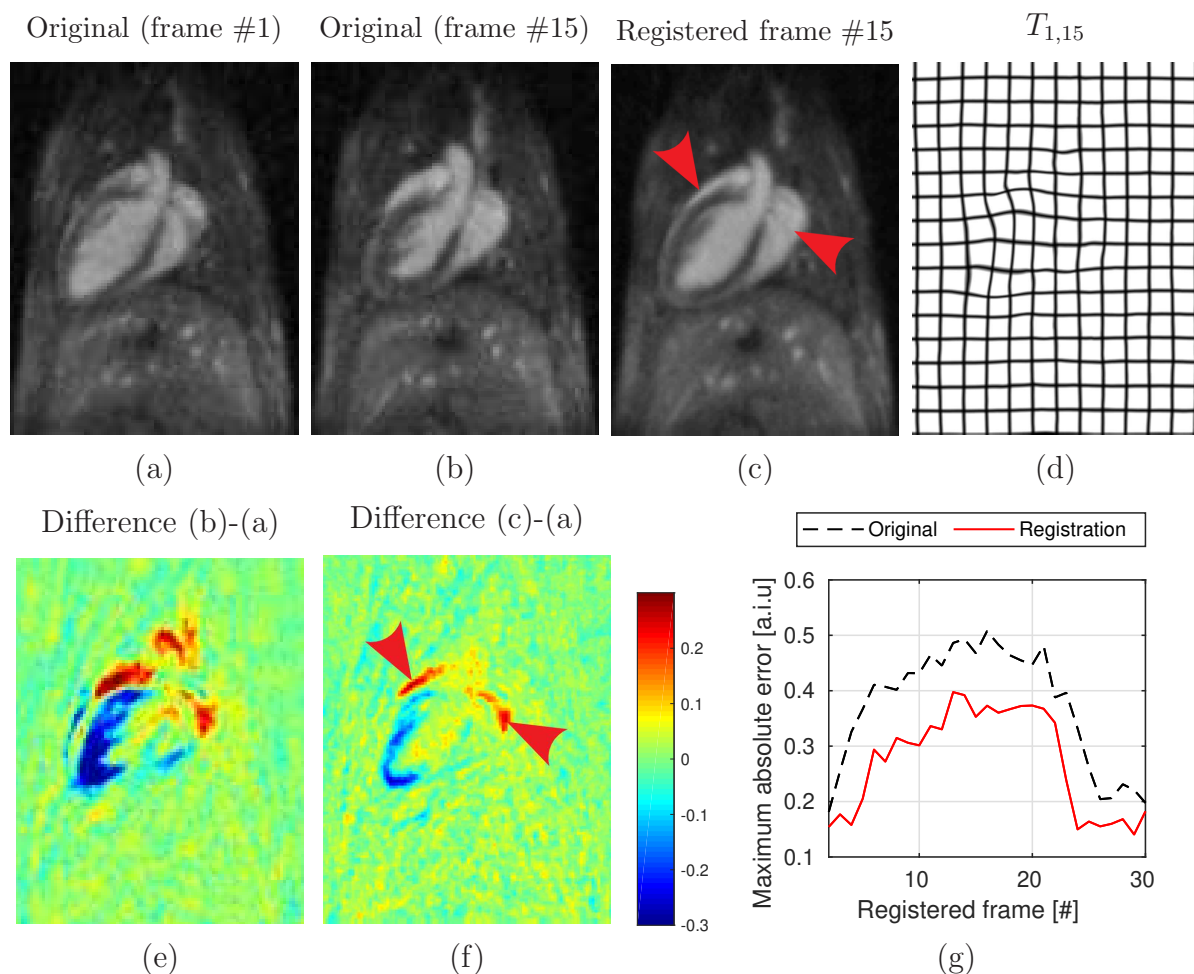 Original (frame #1)
Original (frame #15)
Registered frame #15
T1,15
(a)
(b)
(c)
(d)
Difference (b)-(a)
Difference (c)-(a)
0.2
0.1
0
-0.1
-0.2
-0.3
Original
Registration
Maximum absolute error [a.i.u]
0.6
0.5
0.4
0.3
0.2
0.1
10
20
30
Registered frame [#]
(e)
(f)
(g)